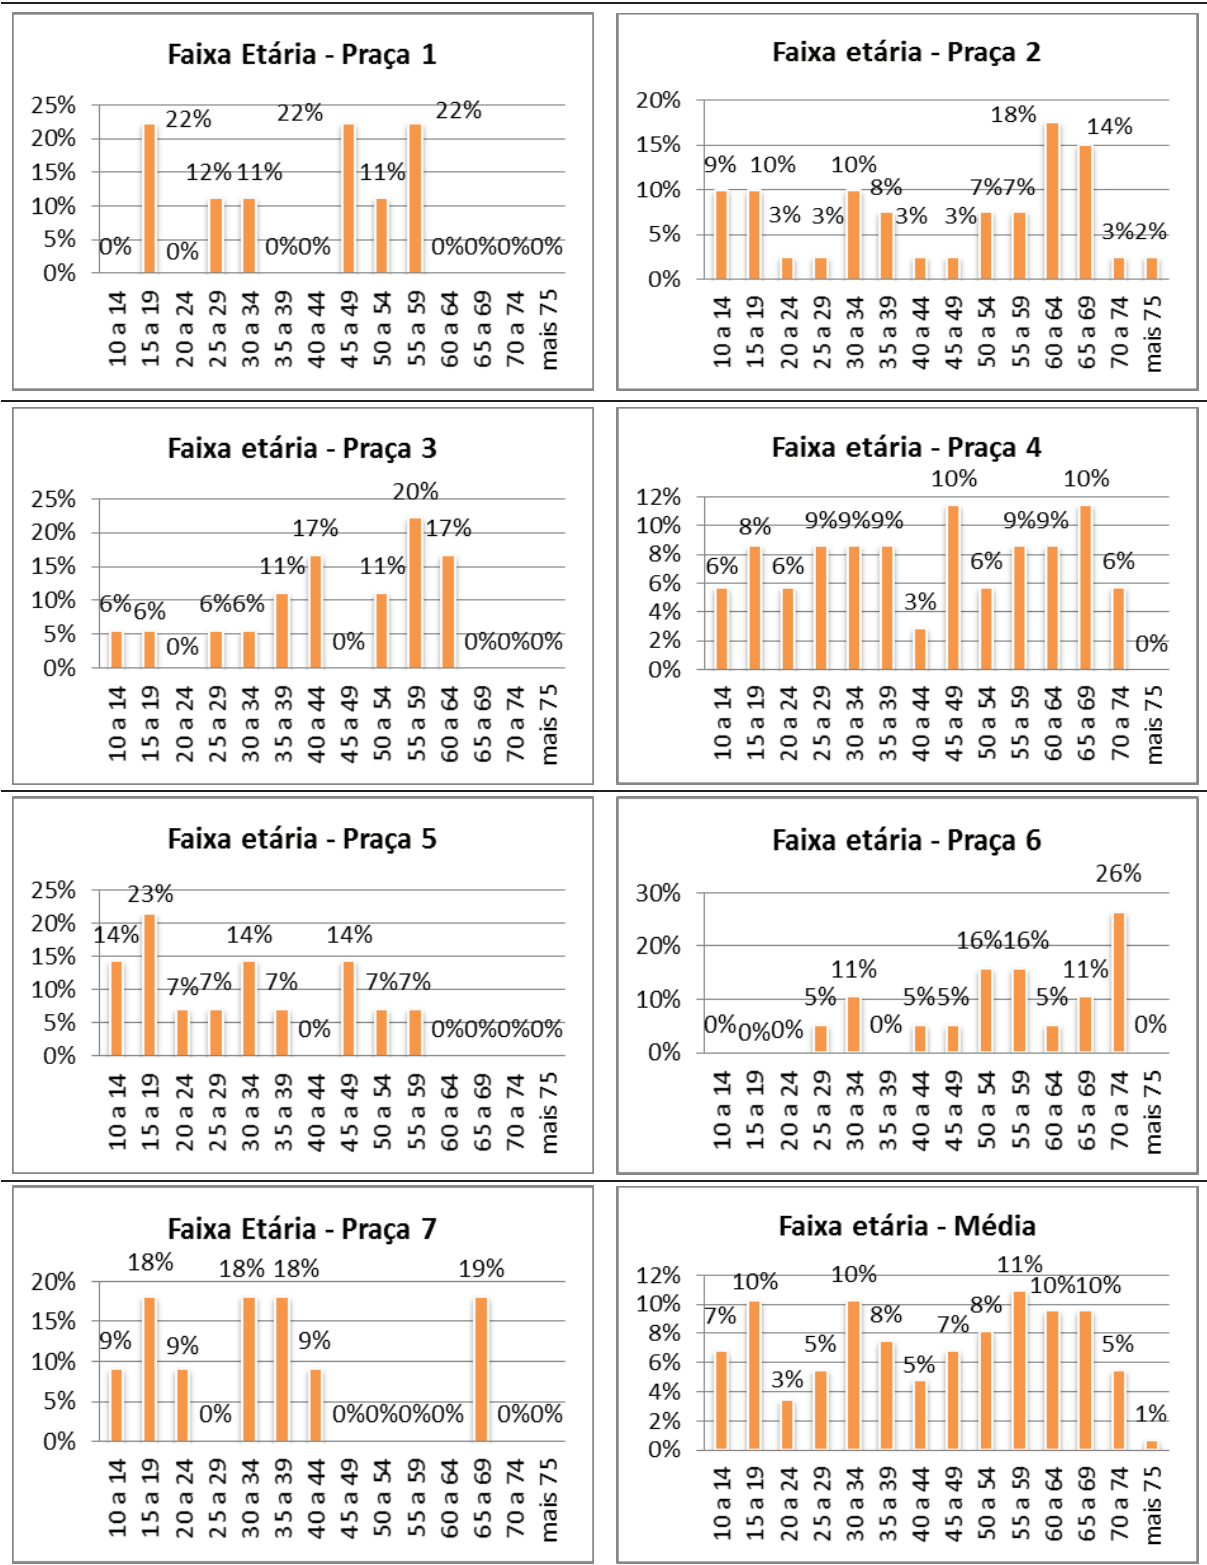 Faixa Etária - Praça 1
25%
20%
15%
10%
5%
0%
0%
22%
0%
12%
11%
0%
0%
22%
11%
22%
0%
0%
0%
0%
10 a 14
15 a 19
20 a 24
25 a 29
30 a 34
35 a 39
40 a 44
45 a 49
50 a 54
55 a 59
60 a 64
65 a 69
70 a 74
mais 75
Faixa etária - Praça 2
20%
15%
10%
5%
0%
9%
10%
3%
3%
10%
8%
3%
3%
7%
7%
18%
14%
3%
2%
10 a 14
15 a 19
20 a 24
25 a 29
30 a 34
35 a 39
40 a 44
45 a 49
50 a 54
55 a 59
60 a 64
65 a 69
70 a 74
mais 75
Faixa etária - Praça 3
25%
20%
15%
10%
5%
0%
6%
6%
0%
6%
6%
11%
17%
0%
11%
20%
17%
0%
0%
0%
10 a 14
15 a 19
20 a 24
25 a 29
30 a 34
35 a 39
40 a 44
45 a 49
50 a 54
55 a 59
60 a 64
65 a 69
70 a 74
mais 75
Faixa etária - Praça 4
12%
10%
8%
6%
4%
2%
0%
6%
8%
6%
9%
9%
9%
3%
10%
6%
9%
9%
10%
6%
0%
10 a 14
15 a 19
20 a 24
25 a 29
30 a 34
35 a 39
40 a 44
45 a 49
50 a 54
55 a 59
60 a 64
65 a 69
70 a 74
mais 75
Faixa etária - Praça 5
25%
20%
15%
10%
5%
0%
14%
23%
7%
7%
14%
7%
0%
14%
7%
7%
0%
0%
0%
0%
10 a 14
15 a 19
20 a 24
25 a 29
30 a 34
35 a 39
40 a 44
45 a 49
50 a 54
55 a 59
60 a 64
65 a 69
70 a 74
mais 75
Faixa etária - Praça 6
30%
20%
10%
0%
0%
0%
0%
5%
11%
0%
5%
5%
16%
16%
5%
11%
26%
0%
10 a 14
15 a 19
20 a 24
25 a 29
30 a 34
35 a 39
40 a 44
45 a 49
50 a 54
55 a 59
60 a 64
65 a 69
70 a 74
mais 75
Faixa Etária - Praça 7
20%
15%
10%
5%
0%
9%
18%
9%
0%
18%
18%
9%
0%
0%
0%
0%
19%
0%
0%
10 a 14
15 a 19
20 a 24
25 a 29
30 a 34
35 a 39
40 a 44
45 a 49
50 a 54
55 a 59
60 a 64
65 a 69
70 a 74
mais 75
Faixa etária - Média
12%
10%
8%
6%
4%
2%
0%
7%
10%
3%
5%
10%
8%
5%
7%
8%
11%
10%
10%
5%
1%
10 a 14
15 a 19
20 a 24
25 a 29
30 a 34
35 a 39
40 a 44
45 a 49
50 a 54
55 a 59
60 a 64
65 a 69
70 a 74
mais 75